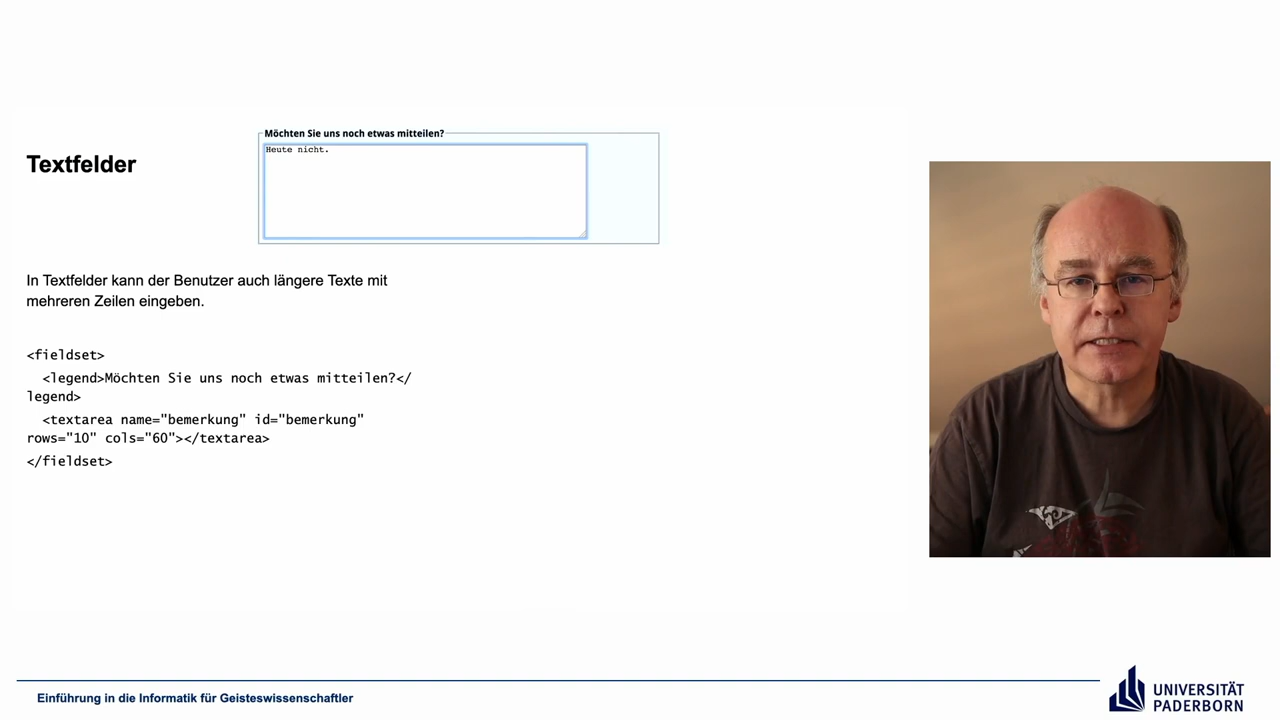 Möchten Sie uns noch etwas mitteilen?
Heute nicht.
Textfelder
In Textfelder kann der Benutzer auch längere Texte mit
mehreren Zeilen eingeben.
<fieldset>
<legend>Möchten Sie uns noch etwas mitteilen?</
legend>
<textarea name="bemerkung" id="bemerkung"
rows="10" cols="60"></textarea>
</fieldset>
Einführung in die Informatik für Geisteswissenschaftler
UNIVERSITÄT
PADERBORN